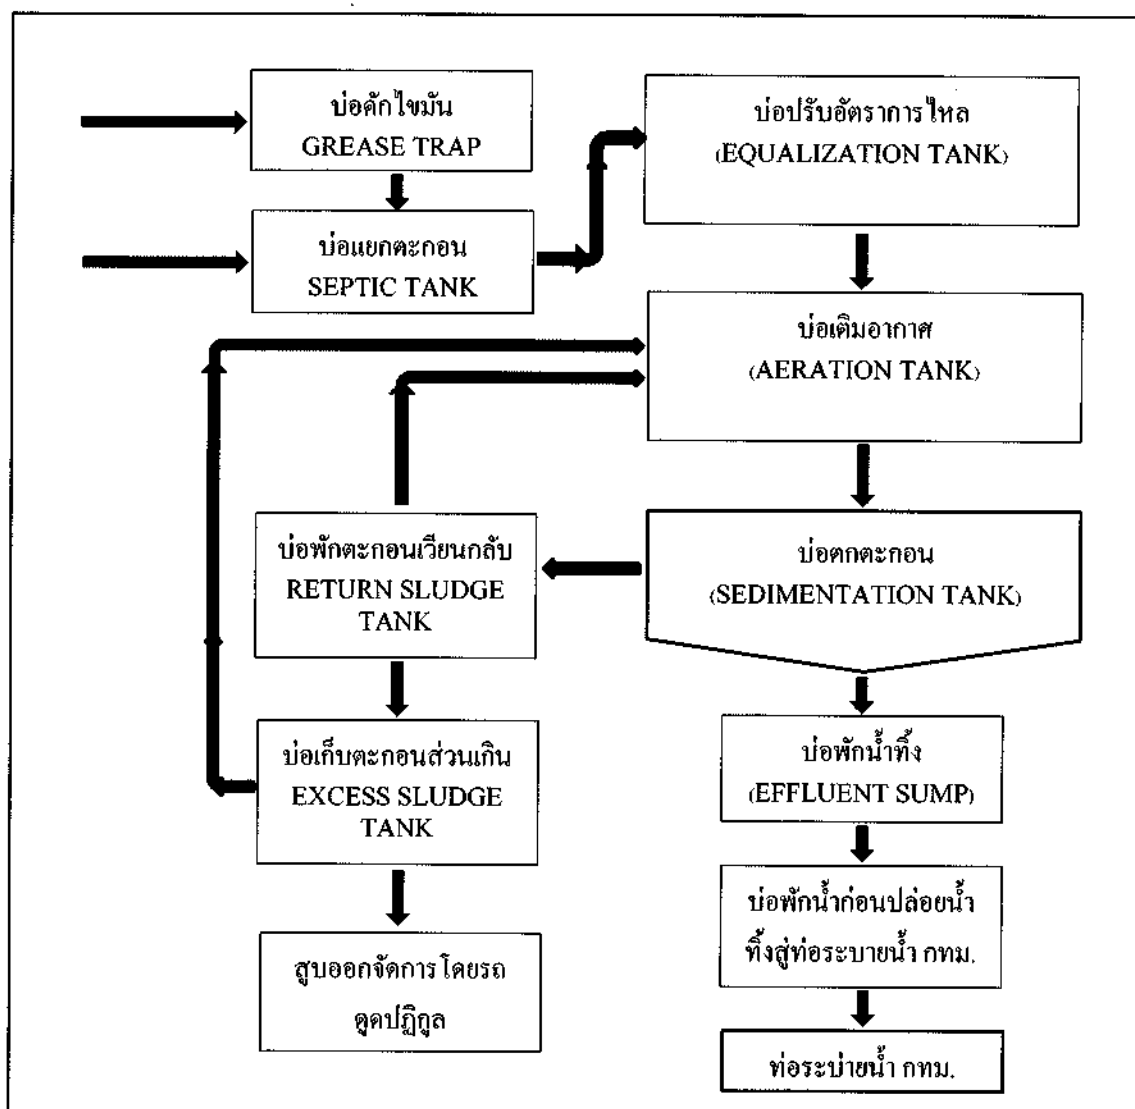 บ่อดักไขมัน
GREASE TRAP
บ่อปรับอัตราการไหล
(EQUALIZATION TANK)
บ่อแยกตะกอน
SEPTIC TANK
บ่อเติมอากาศ
(AERATION TANK)
บ่อพักตะกอนเวียนกลับ
RETURN SLUDGE
TANK
บ่อตกตะกอน
(SEDIMENTATION TANK)
บ่อเก็บตะกอนส่วนเกิน
EXCESS SLUDGE
TANK
บ่อพักน้ำทิ้ง
(EFFLUENT SUMP)
บ่อพักน้ำก่อนปล่อยน้ำ
ทิ้งสู่ท่อระบายน้ำ กทม.
สูบออกจัดการโดยรถ
ดูดปฏิกูล
ท่อระบ่ายน้ำ กทม.